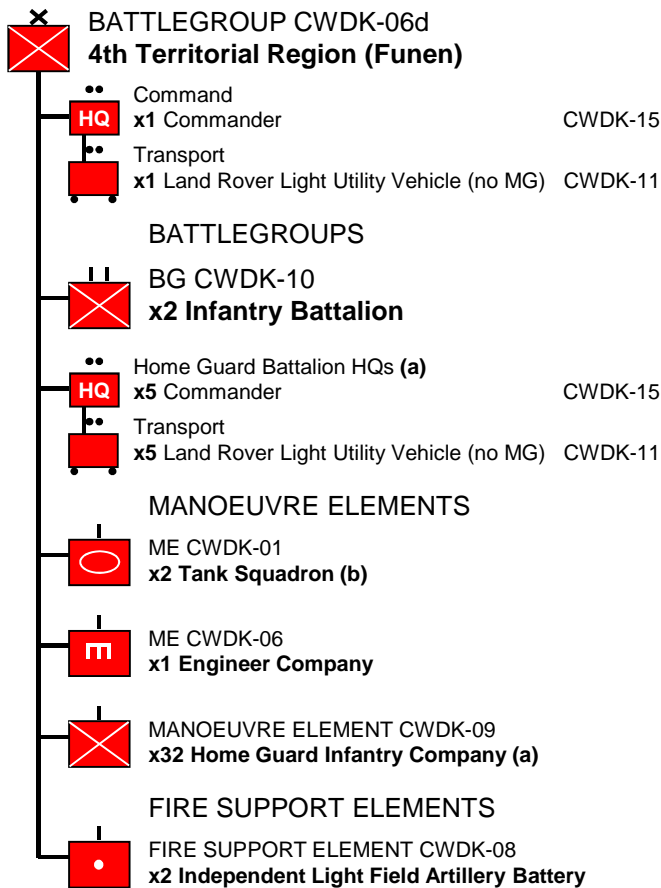 BATTLEGROUP CWDK-06d
4th Territorial Region (Funen)
Command
HQ x1 Commander CWDK-15
Transport
x1 Land Rover Light Utility Vehicle (no MG) CWDK-11
BATTLEGROUPS
BG CWDK-10
x2 Infantry Battalion
Home Guard Battalion HQs (a)
HQ x5 Commander CWDK-15
Transport
x5 Land Rover Light Utility Vehicle (no MG) CWDK-11
MANOEUVRE ELEMENTS
ME CWDK-01
x2 Tank Squadron (b)
ME CWDK-06
x1 Engineer Company
MANOEUVRE ELEMENT CWDK-09
x32 Home Guard Infantry Company (a)
FIRE SUPPORT ELEMENTS
FIRE SUPPORT ELEMENT CWDK-08
x2 Independent Light Field Artillery Battery